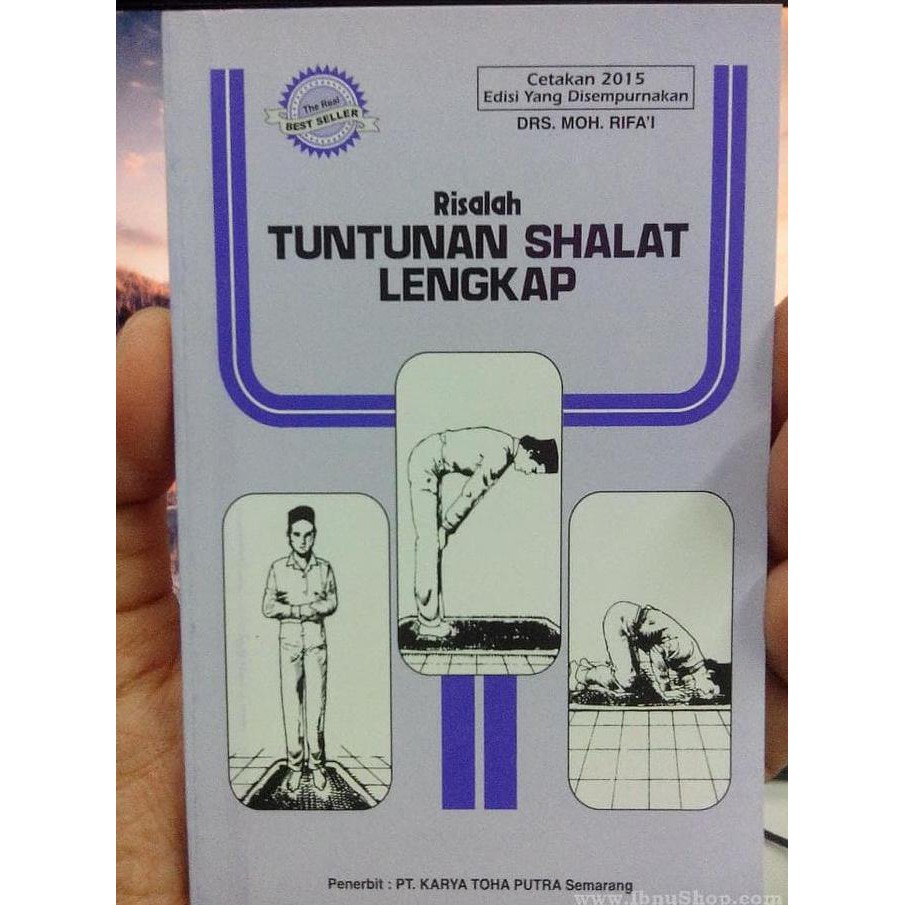 The Real
BEST SELLER
Cetakan 2015
Edisi Yang Disempurnakan
DRS. MOH. RIFA'I
Risalah
TUNTUNAN SHALAT
LENGKAP
Penerbit : PT. KARYA TOHA PUTRA Semarang
www.IbnuShop.com